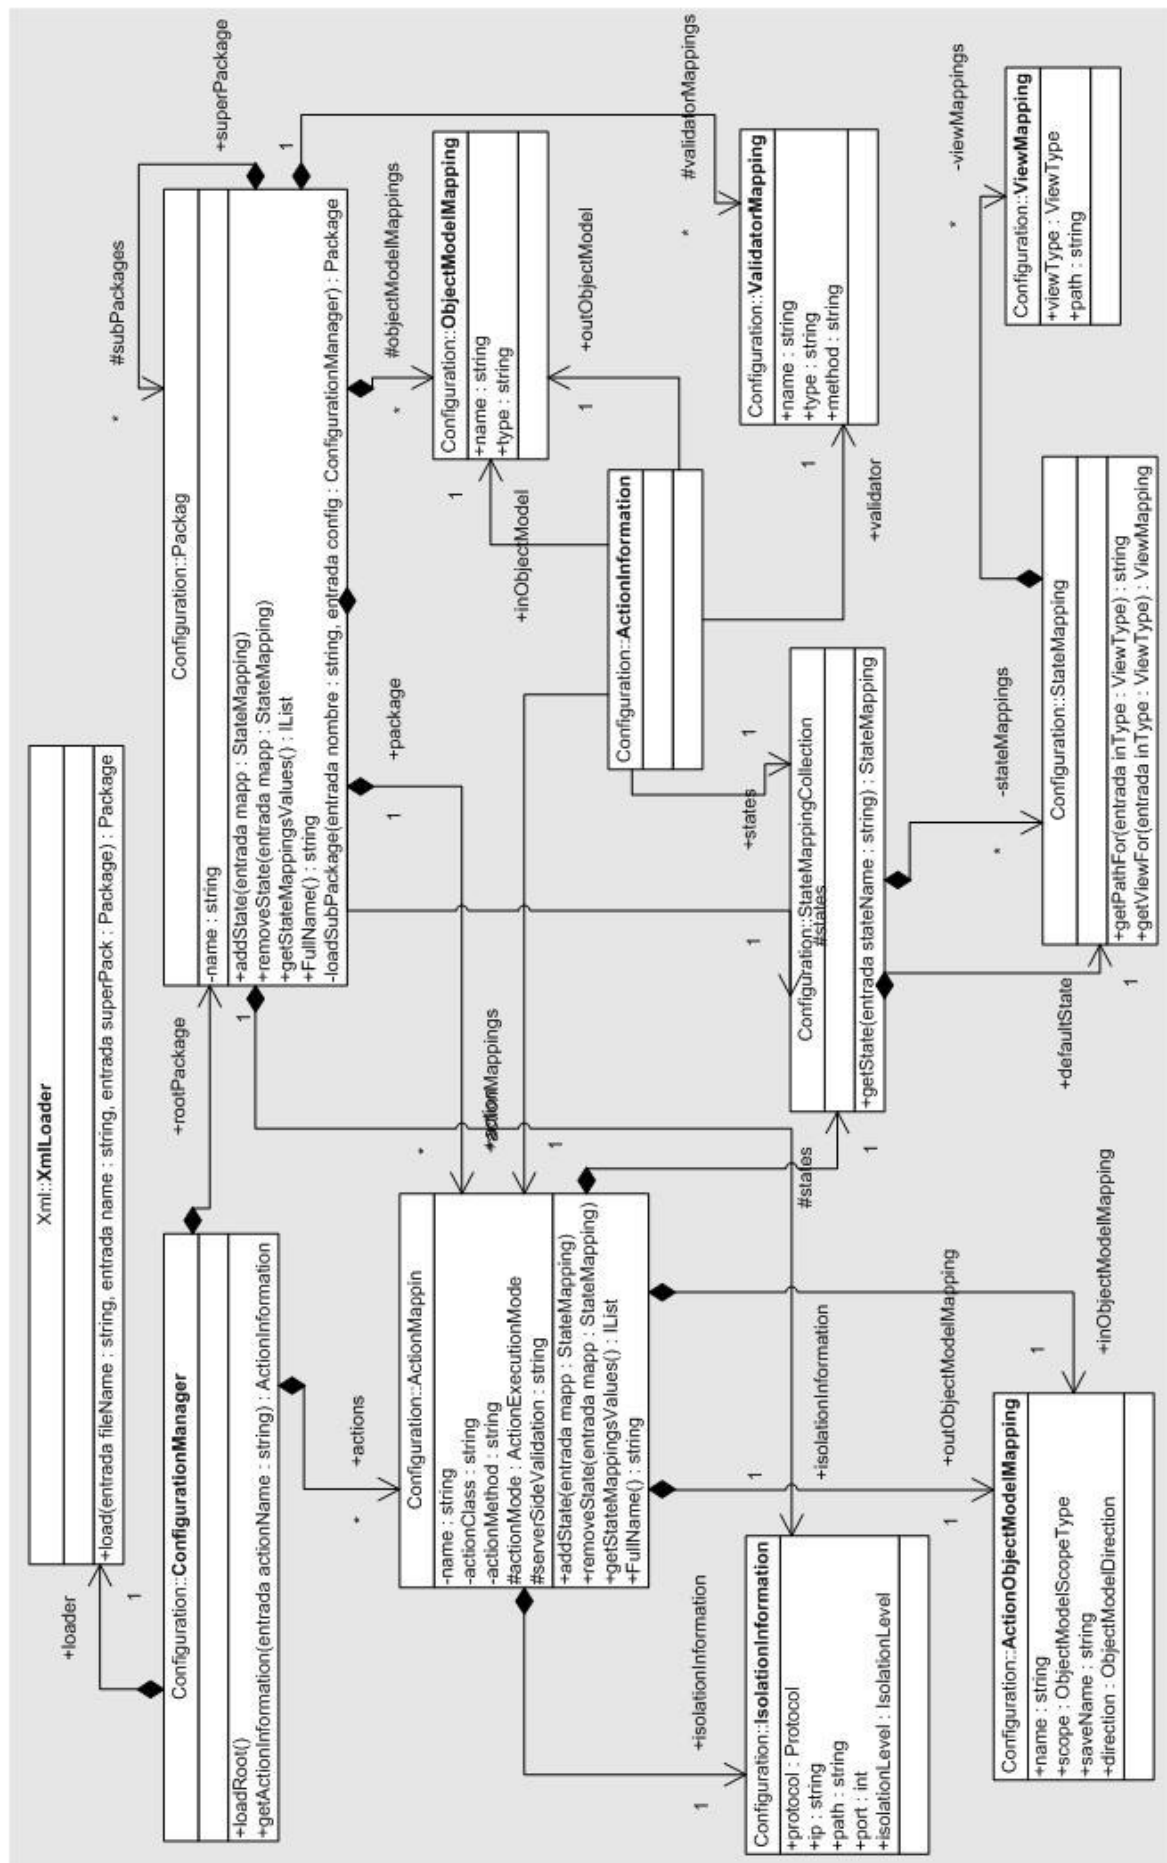 Xml::XmlLoader
+load(entrada fileName : string, entrada name : string, entrada superPack : Package) : Package
+loader
1
Configuration::ConfigurationManager
+loadRoot()
+getActionInformation(entrada actionName : string) : ActionInformation
+rootPackage
+actions
*
Configuration::Packag
-name : string
+addState(entrada mapp : StateMapping)
+removeState(entrada mapp : StateMapping)
+getStateMappingsValues() : IList
+FullName() : string
-loadSubPackage(entrada nombre : string, entrada config : ConfigurationManager) : Package
#subPackages
*
+superPackage
1
1
+package
1
#objectModelMappings
*
Configuration::ActionMappin
-name : string
-actionClass : string
-actionMethod : string
#actionMode : ActionExecutionMode
#serverSideValidation : string
+addState(entrada mapp : StateMapping)
+removeState(entrada mapp : StateMapping)
+getStateMappingsValues() : IList
+FullName() : string
*
+actionMappings
1
Configuration::ObjectModelMapping
+name : string
+type : string
+inObjectModel
1
+outObjectModel
1
Configuration::ActionInformation
#validatorMappings
*
Configuration::ValidatorMapping
+name : string
+type : string
+method : string
+validator
1
+states
1
#states
1
Configuration::StateMappingCollection
+getState(entrada stateName : string) : StateMapping
#states
1
+isolationInformation
1
+isolationInformation
1
Configuration::IsolationInformation
+protocol : Protocol
+ip : string
+path : string
+port : int
+isolationLevel : IsolationLevel
+outObjectModelMapping
1
+inObjectModelMapping
1
Configuration::ActionObjectModelMapping
+name : string
+scope : ObjectModelScopeType
+saveName : string
+direction : ObjectModelDirection
+defaultState
1
-stateMappings
*
Configuration::StateMapping
+getPathFor(entrada inType : ViewType) : string
+getViewFor(entrada inType : ViewType) : ViewMapping
-viewMappings
*
Configuration::ViewMapping
+viewType : ViewType
+path : string